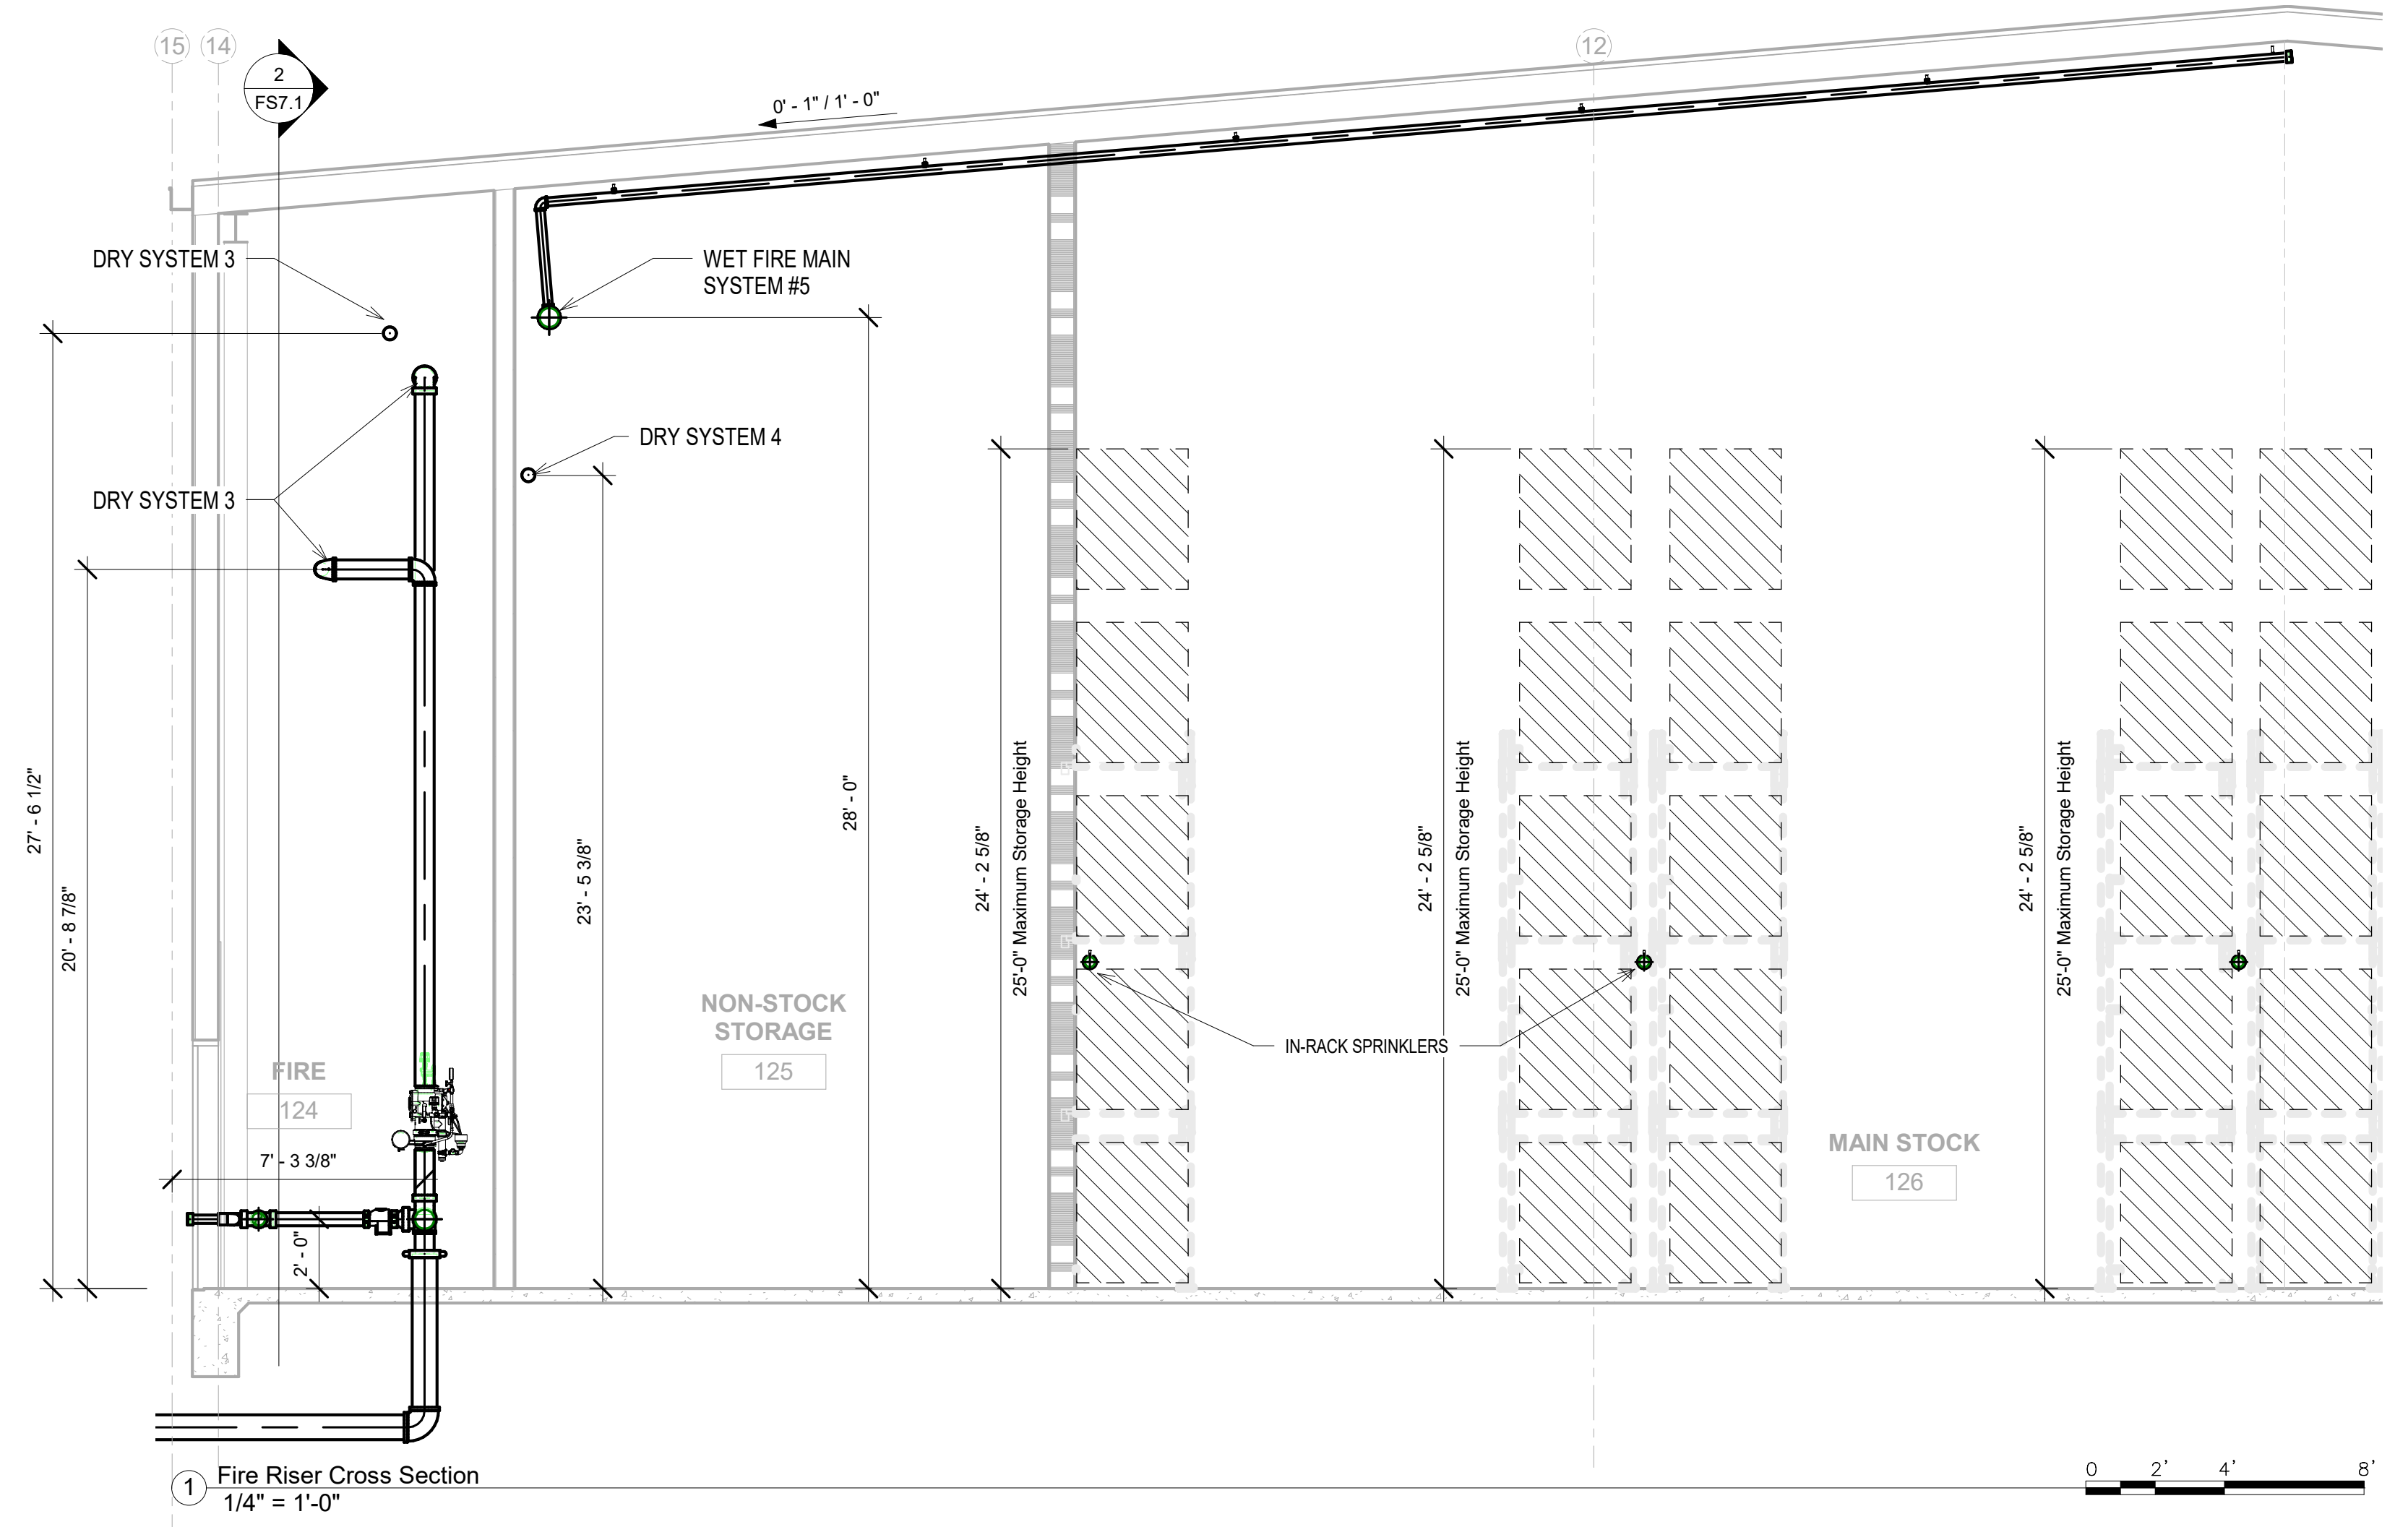 15
14
2
FS7.1
12
0' - 1" / 1' - 0"
DRY SYSTEM 3
WET FIRE MAIN
SYSTEM #5
DRY SYSTEM 4
DRY SYSTEM 3
27' - 6 1/2"
20' - 8 7/8"
23' - 5 3/8"
28' - 0"
24' - 2 5/8"
25'-0" Maximum Storage Height
24' - 2 5/8"
25'-0" Maximum Storage Height
24' - 2 5/8"
25'-0" Maximum Storage Height
NON-STOCK
STORAGE
125
IN-RACK SPRINKLERS
FIRE
124
MAIN STOCK
126
7' - 3 3/8"
2' - 0"
1
Fire Riser Cross Section
1/4" = 1'-0"
0 2' 4' 8'